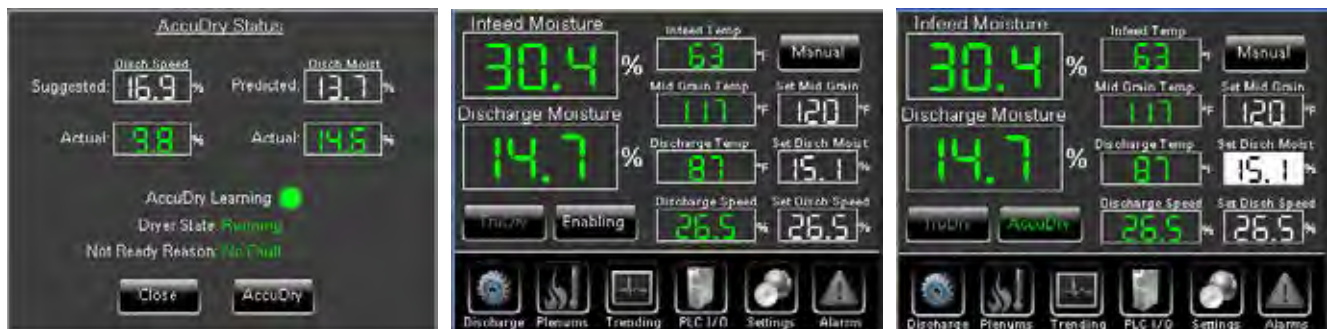 AccuDry Status
Disch Speed Disch Moist
Suggested: 16.9 % Predicted: 13.7 %
Actual: 9.8 % Actual: 14.6 %
AccuDry Learning
Dryer State: Running
Not Ready Reason: No Fault
Close AccuDry
Infeed Moisture Infeed Temp
30.4 % 63 °F Manual
Mid Grain Temp Set Mid Grain
117 °F 120 °F
Discharge Moisture
Discharge Temp Set Disch Moist
14.7 % 87 °F 15.1 %
Discharge Speed Set Disch Speed
TruDry Enabling 26.5 % 26.5 %
Discharge Plenums Trending PLC I/O Settings Alarms
Infeed Moisture Infeed Temp
30.4 % 63 °F Manual
Mid Grain Temp Set Mid Grain
117 °F 120 °F
Discharge Moisture
Discharge Temp Set Disch Moist
14.7 % 87 °F 15.1 %
Discharge Speed Set Disch Speed
TruDry AccuDry 26.5 % 26.5 %
Discharge Plenums Trending PLC I/O Settings Alarms